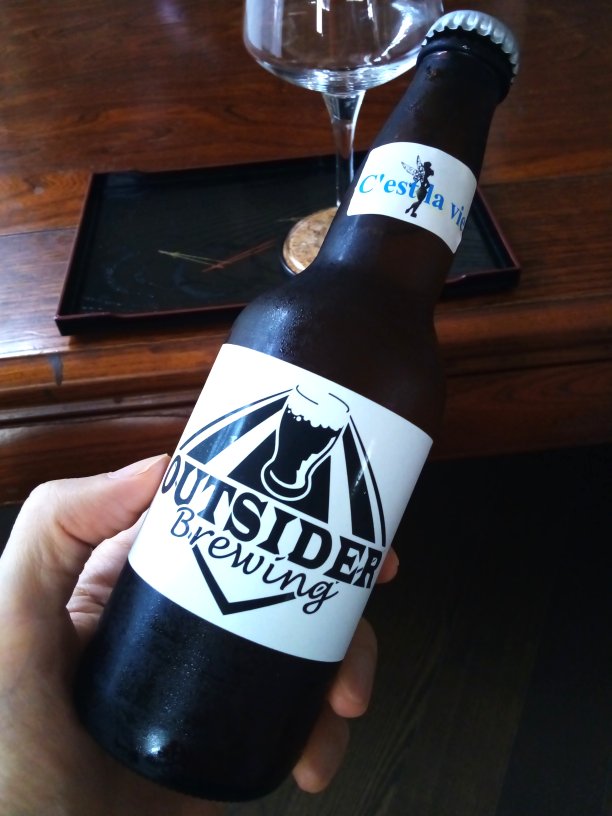 C'est la vie
OUTSIDER
Brewing